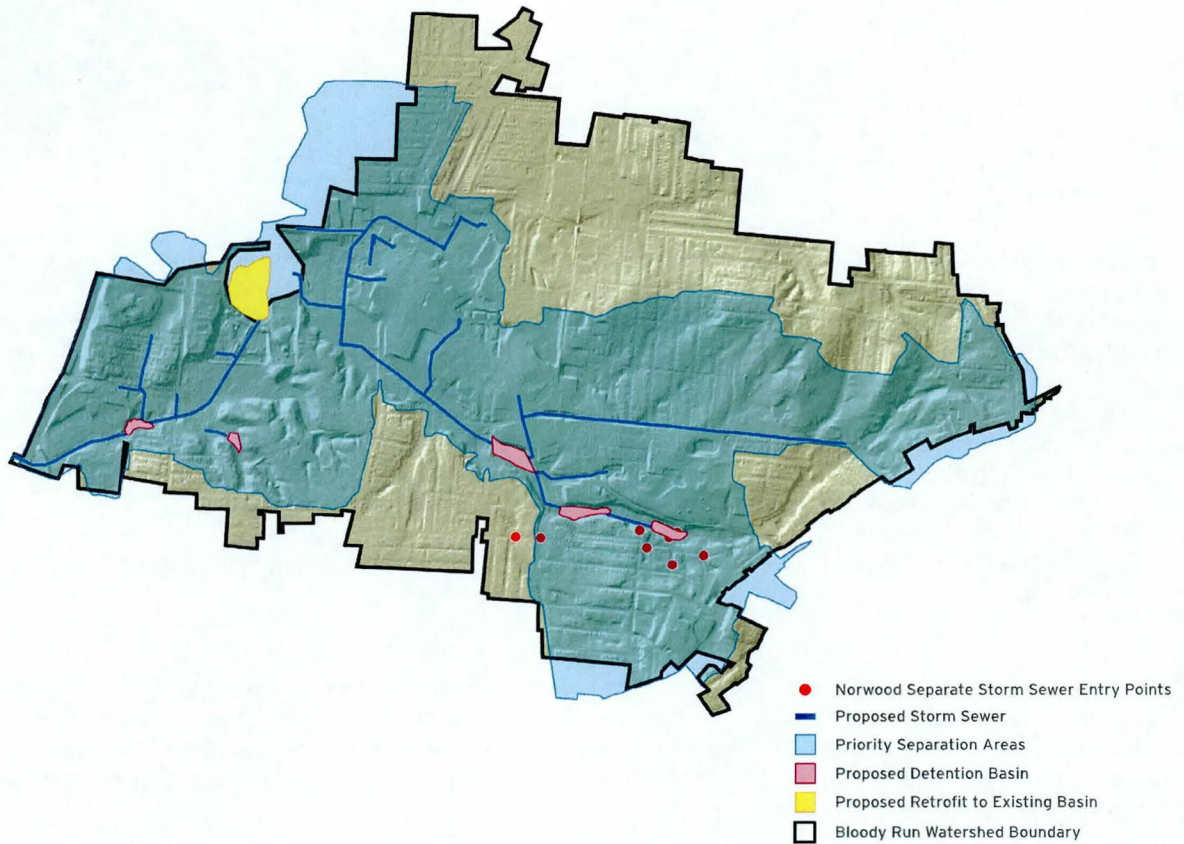 Norwood Separate Storm Sewer Entry Points
Proposed Storm Sewer
Priority Separation Areas
Proposed Detention Basin
Proposed Retrofit to Existing Basin
Bloody Run Watershed Boundary